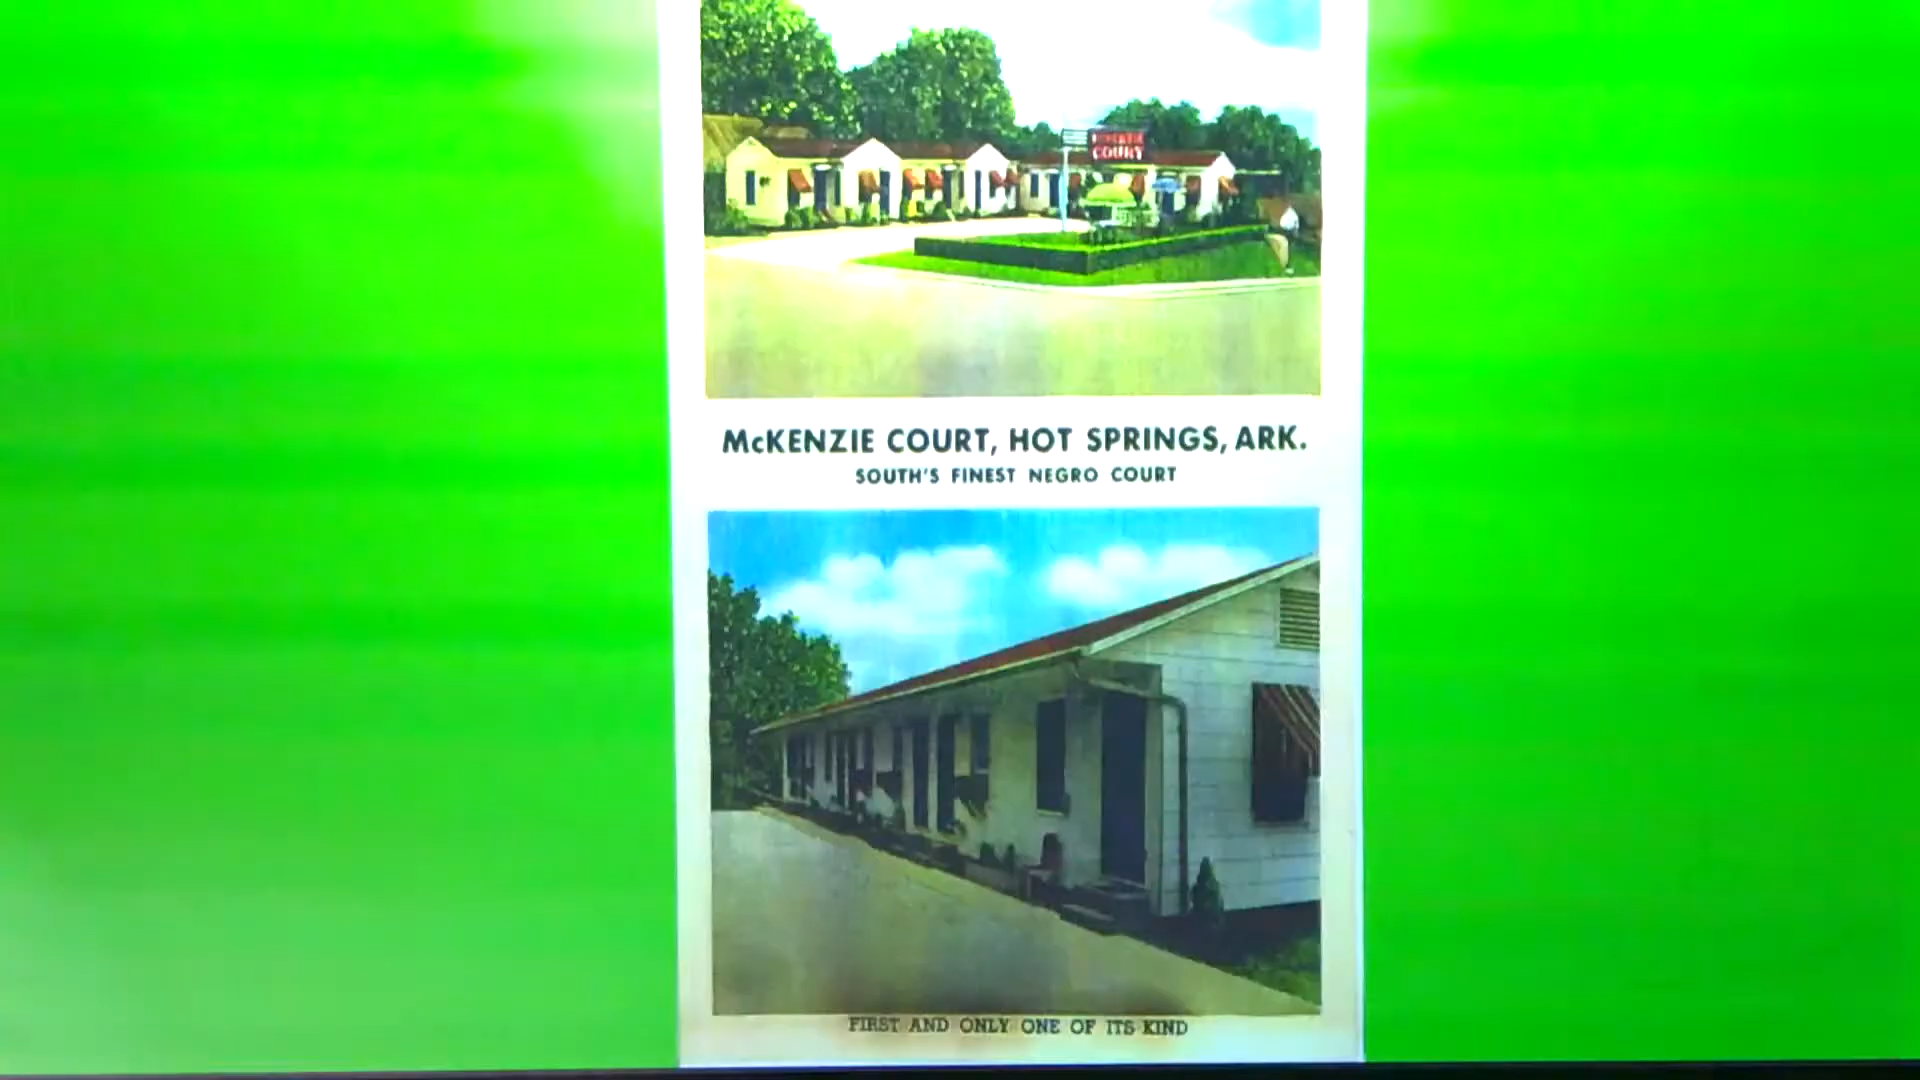 COURT
McKENZIE COURT, HOT SPRINGS, ARK.
SOUTH'S FINEST NEGRO COURT
FIRST AND ONLY ONE OF ITS KIND